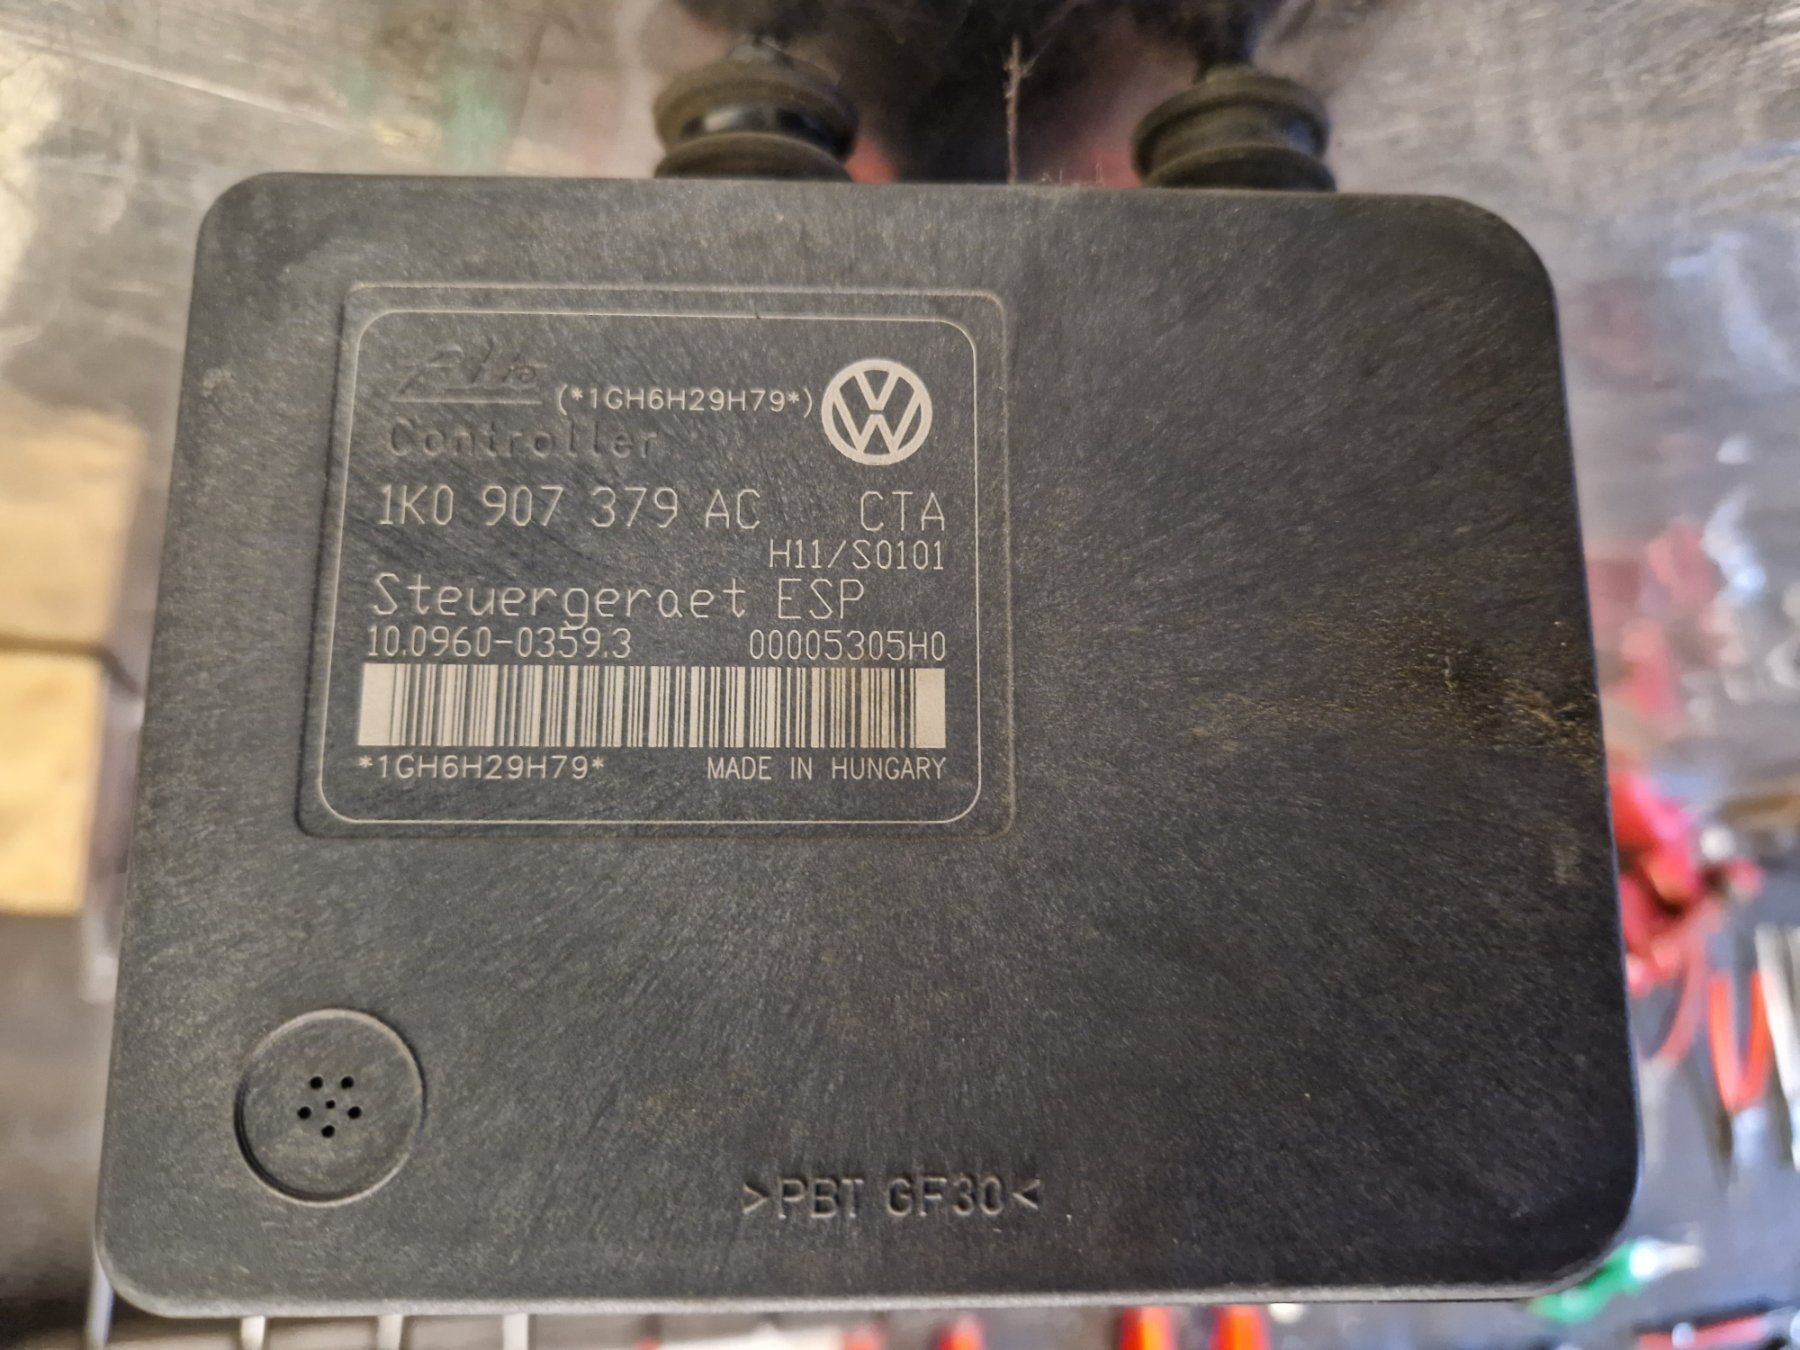 Ate
(*1GH6H29H79*)
Controller
1K0 907 379 AC CTA
H11/S0101
Steuergeraet ESP
10.0960-0359.3 00005305H0
*1GH6H29H79* MADE IN HUNGARY
>PBT GF30<